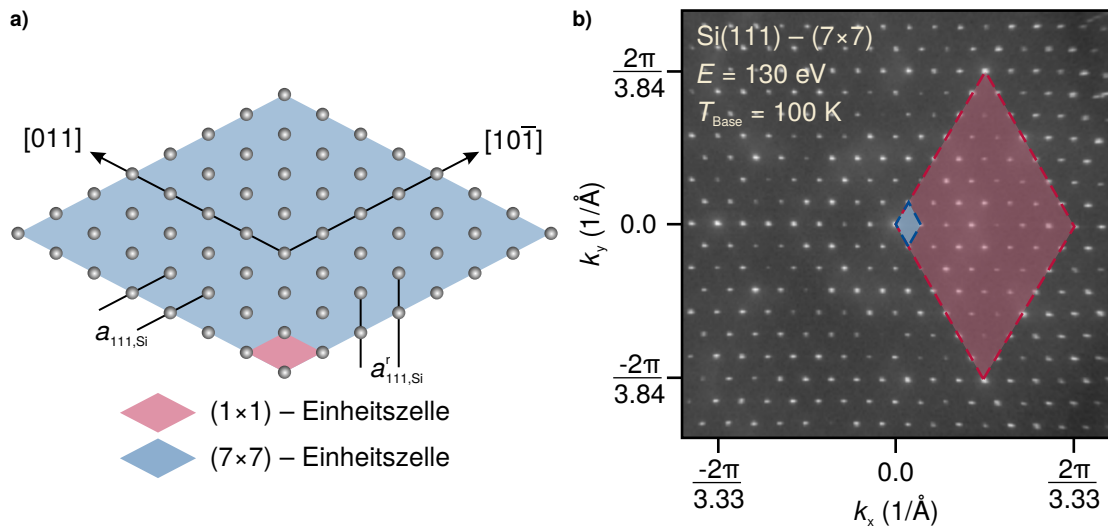 a)
[011]
[101̅]
a111,Si
aʳ111,Si
(1×1) – Einheitszelle
(7×7) – Einheitszelle
b)
Si(111) – (7×7)
E = 130 eV
TBase = 100 K
2π
3.84
0.0
-2π
3.84
ky (1/Å)
-2π
3.33
0.0
2π
3.33
kx (1/Å)